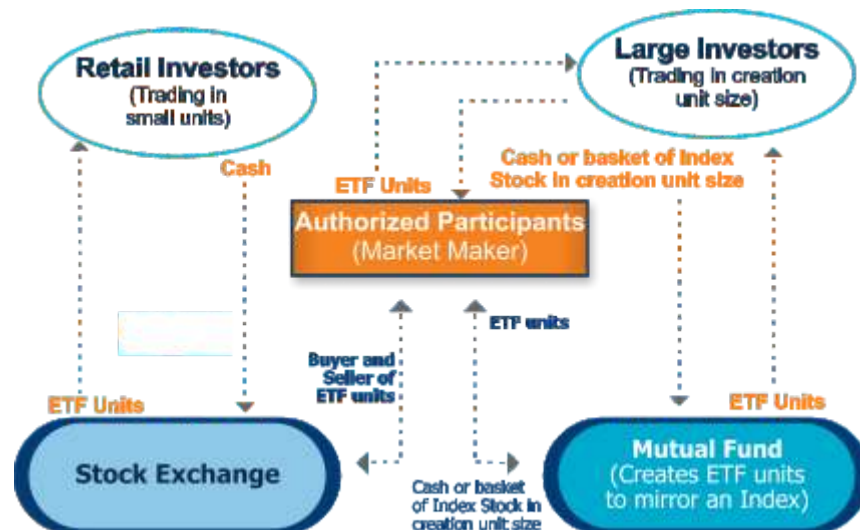 Retail Investors
(Trading in
small units)
Large Investors
(Trading in creation
unit size)
Cash
ETF Units
Cash or basket of Index
Stock in creation unit size
Authorized Participants
(Market Maker)
ETF units
Buyer and
Seller of
ETF units
ETF Units
ETF Units
Stock Exchange
Cash or basket
of Index Stock in
creation unit size
Mutual Fund
(Creates ETF units
to mirror an Index)